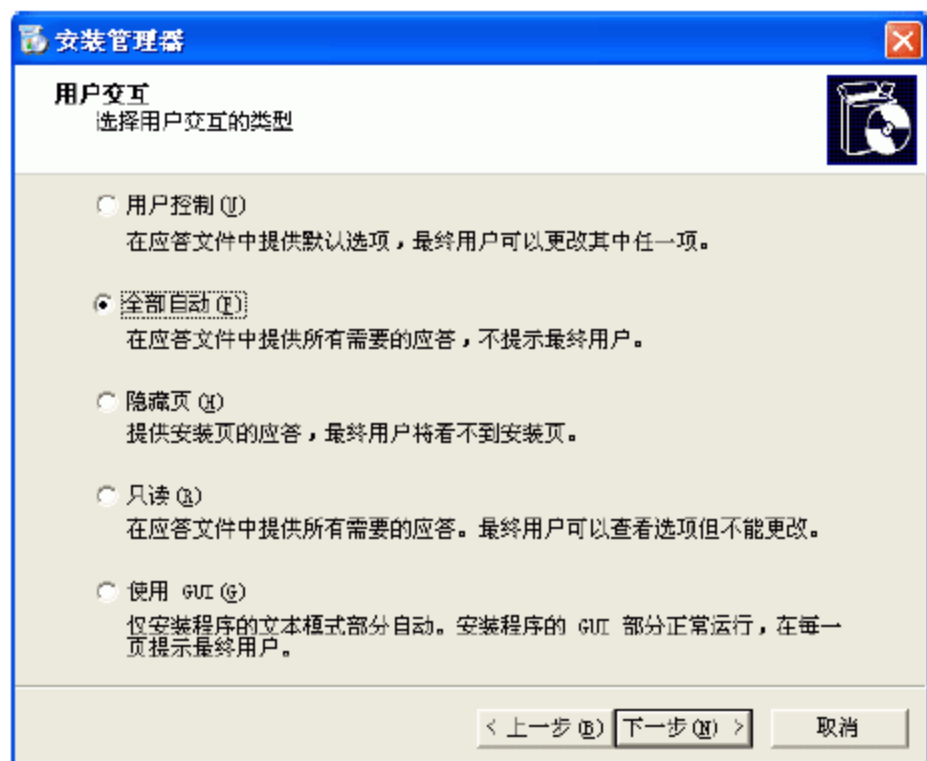 安装管理器
用户交互
选择用户交互的类型
用户控制(U)
在应答文件中提供默认选项，最终用户可以更改其中任一项。
全部自动(F)
在应答文件中提供所有需要的应答，不提示最终用户。
隐藏页(H)
提供安装页的应答，最终用户将看不到安装页。
只读(R)
在应答文件中提供所有需要的应答。最终用户可以查看选项但不能更改。
使用 GUI(G)
仅安装程序的文本模式部分自动。安装程序的 GUI 部分正常运行，在每一
页提示最终用户。
< 上一步(B) 下一步(N) > 取消